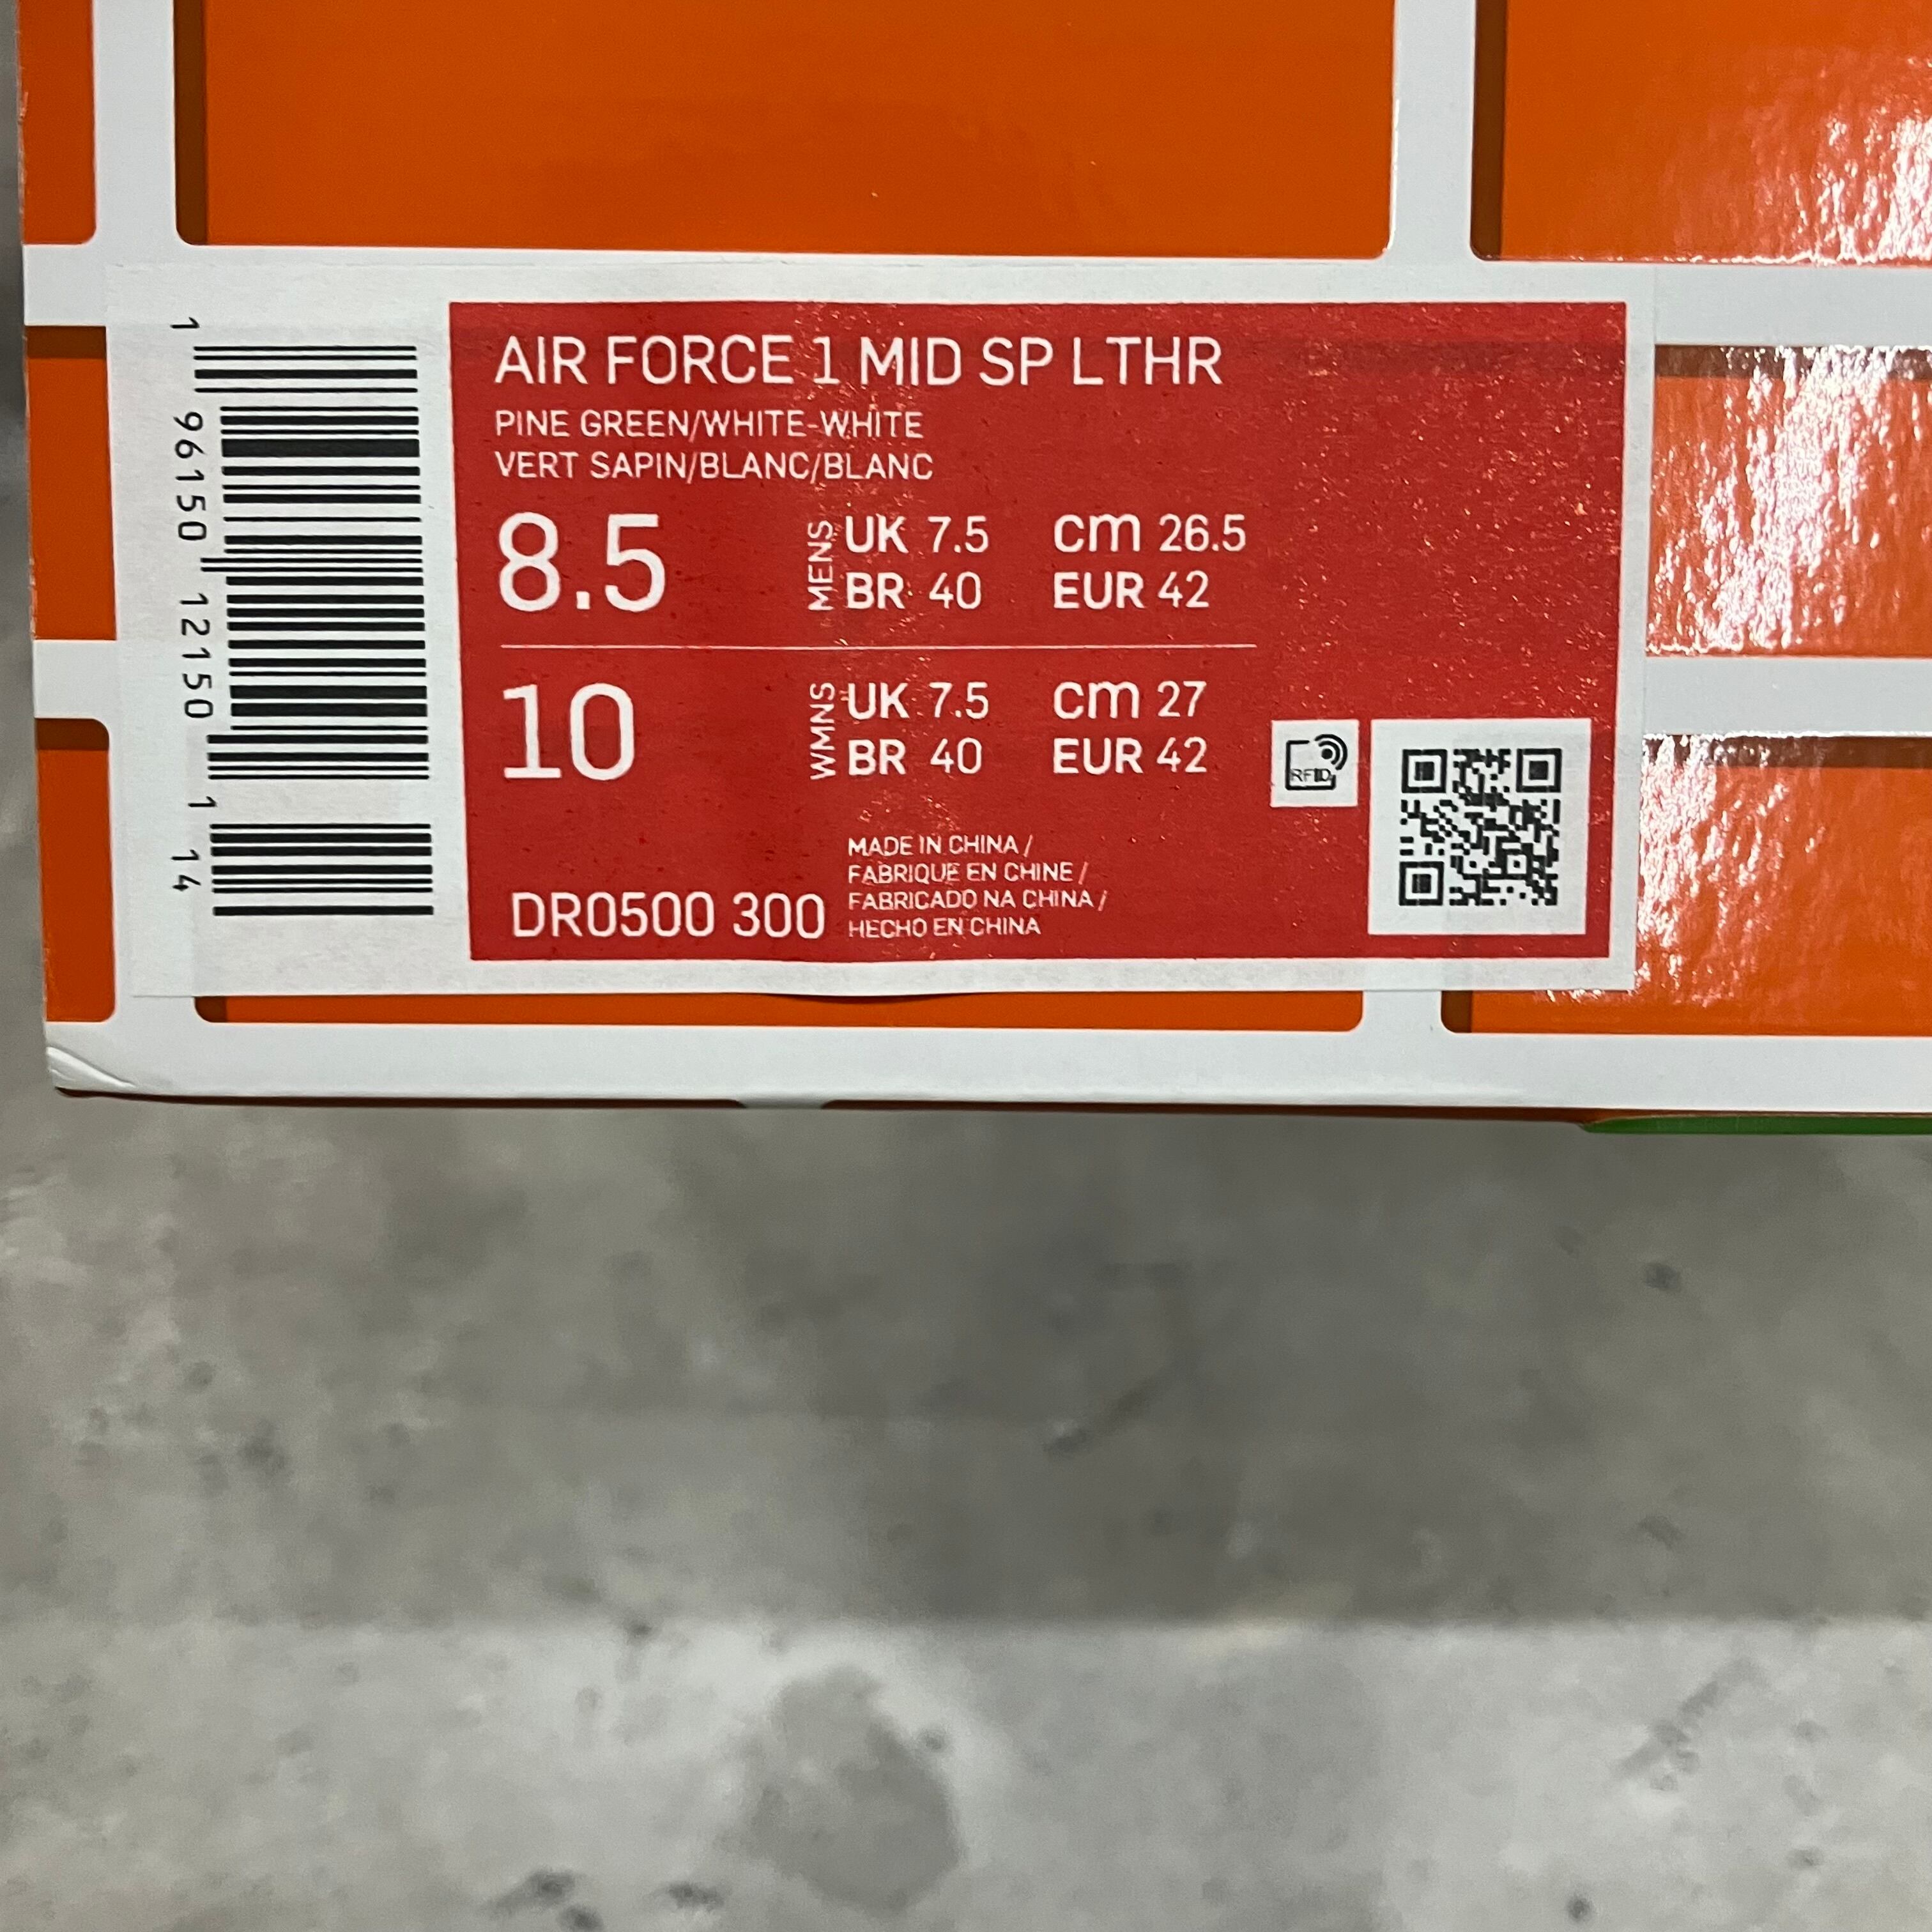 AIR FORCE 1 MID SP LTHR
PINE GREEN/WHITE-WHITE
VERT SAPIN/BLANC/BLANC
8.5 MENS UK 7.5 cm 26.5
BR 40 EUR 42
10 WMNS UK 7.5 cm 27
BR 40 EUR 42
RFID
MADE IN CHINA /
FABRIQUE EN CHINE /
FABRICADO NA CHINA /
HECHO EN CHINA
DR0500 300
1 96150 12150 1 14